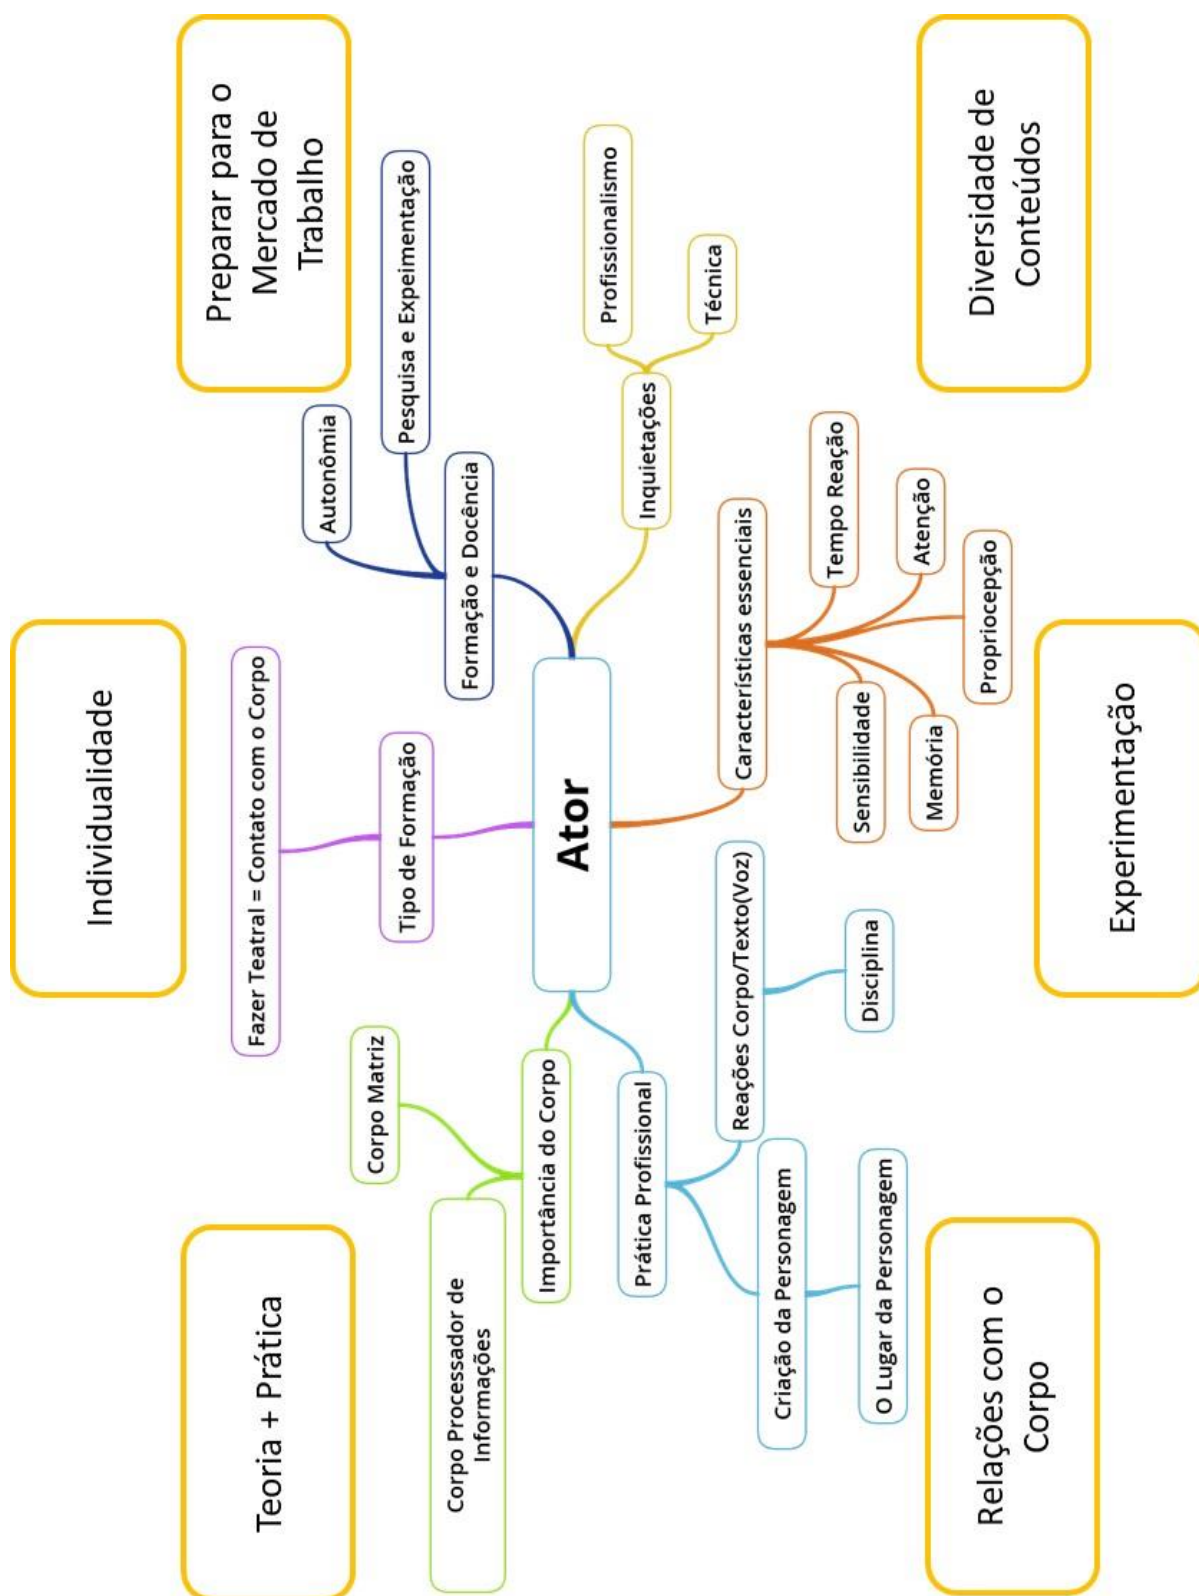 Teoria + Prática
Individualidade
Preparar para o
Mercado de
Trabalho
Fazer Teatral = Contato com o Corpo
Tipo de Formação
Autonômia
Pesquisa e Expeimentação
Formação e Docência
Corpo Matriz
Corpo Processador de
Informações
Importância do Corpo
Ator
Inquietações
Profissionalismo
Técnica
Prática Profissional
Reações Corpo/Texto(Voz)
Disciplina
Criação da Personagem
O Lugar da Personagem
Características essenciais
Tempo Reação
Atenção
Propriocepção
Memória
Sensibilidade
Relações com o
Corpo
Experimentação
Diversidade de
Conteúdos